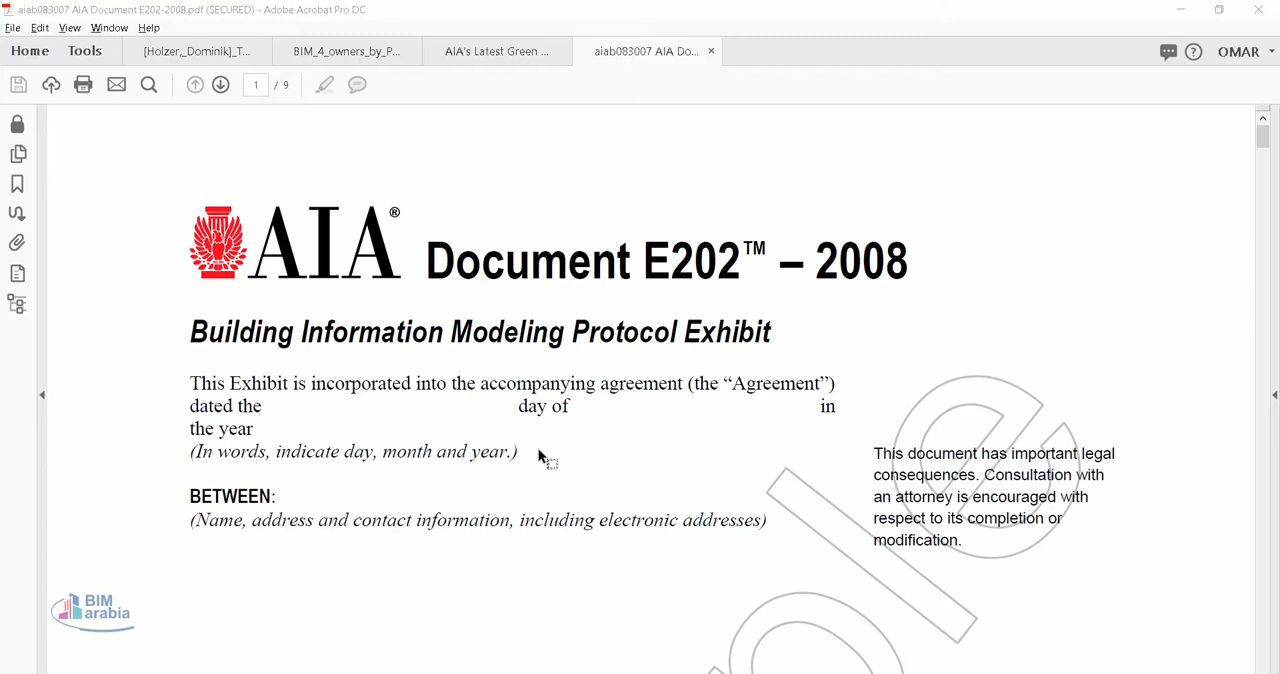 aiab083007 AIA Document E202-2008.pdf (SECURED) - Adobe Acrobat Pro DC
File Edit View Window Help
Home Tools [Holzer,_Dominik]_T... BIM_4_owners_by_P... AIA's Latest Green ... aiab083007 AIA Do... × OMAR
1 / 9
AIA® Document E202™ – 2008
Building Information Modeling Protocol Exhibit
This Exhibit is incorporated into the accompanying agreement (the “Agreement”)
dated the day of in
the year
(In words, indicate day, month and year.)
BETWEEN:
(Name, address and contact information, including electronic addresses)
This document has important legal
consequences. Consultation with
an attorney is encouraged with
respect to its completion or
modification.
ple
BIM
arabia